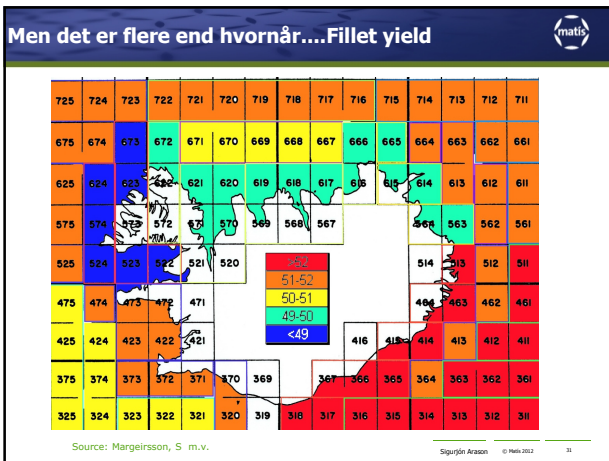 Men det er flere end hvornår....Fillet yield
matís
725 724 723 722 721 720 719 718 717 716 715 714 713 712 711
675 674 673 672 671 670 669 668 667 666 665 664 663 662 661
625 624 623 622 621 620 619 618 617 616 615 614 613 612 611
575 574 573 572 571 570 569 568 567 564 563 562 561
525 524 523 522 521 520 514 513 512 511
475 474 473 472 471 464 463 462 461
425 424 423 422 421 416 415 414 413 412 411
375 374 373 372 371 370 369 367 366 365 364 363 362 361
325 324 323 322 321 320 319 318 317 316 315 314 313 312 311
>52
51-52
50-51
49-50
<49
Source: Margeirsson, S m.v.
Sigurjón Arason © Matis 2012 31